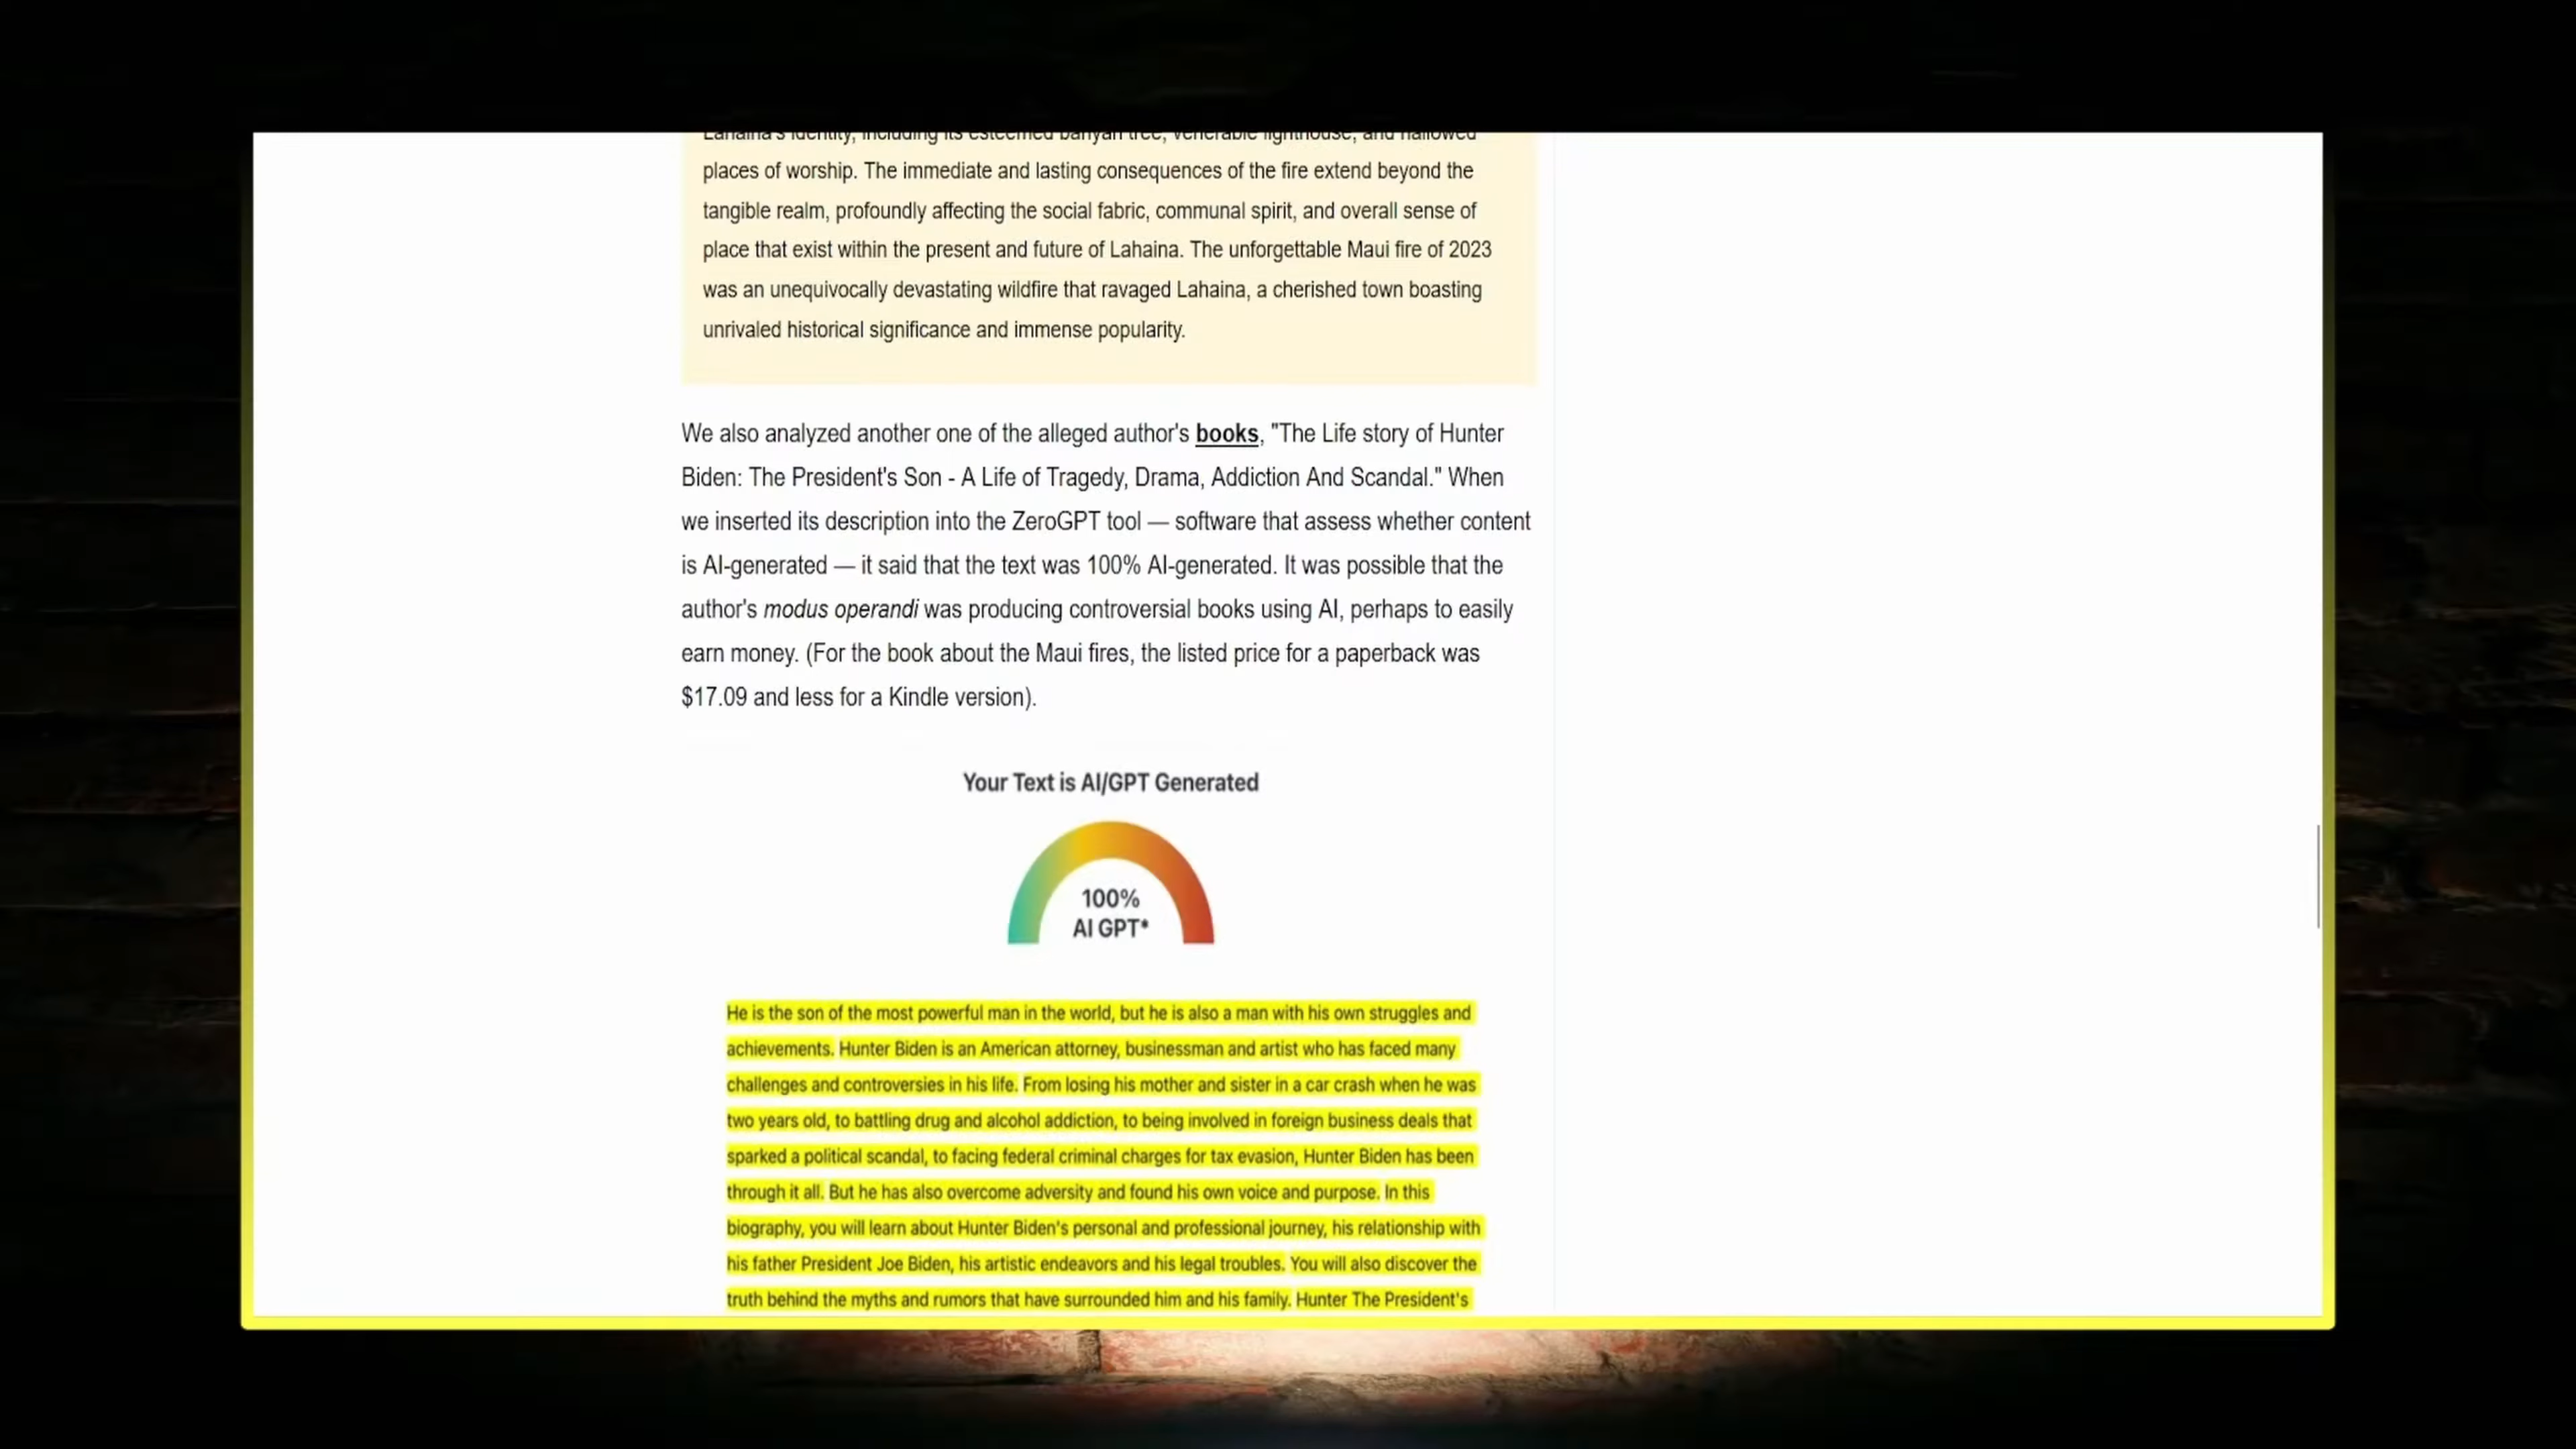 Lahaina's identity, including its esteemed banyan tree, venerable lighthouse, and hallowed
places of worship. The immediate and lasting consequences of the fire extend beyond the
tangible realm, profoundly affecting the social fabric, communal spirit, and overall sense of
place that exist within the present and future of Lahaina. The unforgettable Maui fire of 2023
was an unequivocally devastating wildfire that ravaged Lahaina, a cherished town boasting
unrivaled historical significance and immense popularity.
We also analyzed another one of the alleged author's books, "The Life story of Hunter
Biden: The President's Son - A Life of Tragedy, Drama, Addiction And Scandal." When
we inserted its description into the ZeroGPT tool — software that assess whether content
is AI-generated — it said that the text was 100% AI-generated. It was possible that the
author's modus operandi was producing controversial books using AI, perhaps to easily
earn money. (For the book about the Maui fires, the listed price for a paperback was
$17.09 and less for a Kindle version).
Your Text is AI/GPT Generated
100%
AI GPT*
He is the son of the most powerful man in the world, but he is also a man with his own struggles and
achievements. Hunter Biden is an American attorney, businessman and artist who has faced many
challenges and controversies in his life. From losing his mother and sister in a car crash when he was
two years old, to battling drug and alcohol addiction, to being involved in foreign business deals that
sparked a political scandal, to facing federal criminal charges for tax evasion, Hunter Biden has been
through it all. But he has also overcome adversity and found his own voice and purpose. In this
biography, you will learn about Hunter Biden's personal and professional journey, his relationship with
his father President Joe Biden, his artistic endeavors and his legal troubles. You will also discover the
truth behind the myths and rumors that have surrounded him and his family. Hunter The President's